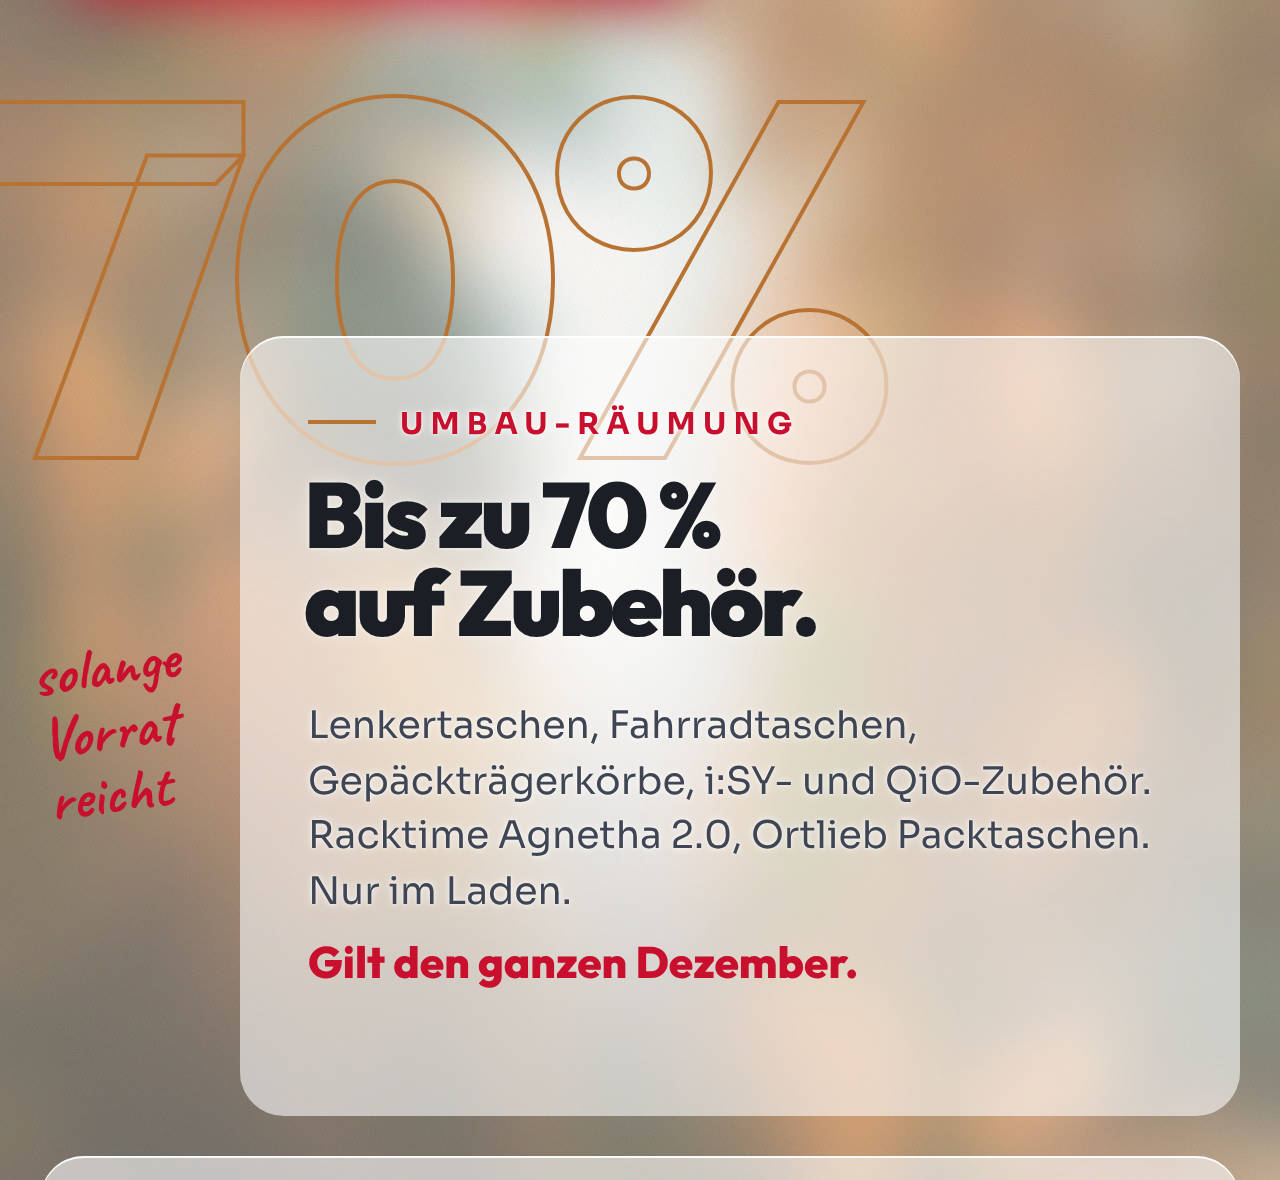 70%
UMBAU-RÄUMUNG
Bis zu 70 %
auf Zubehör.
solange
Vorrat
reicht
Lenkertaschen, Fahrradtaschen,
Gepäckträgerkörbe, i:SY- und QiO-Zubehör.
Racktime Agnetha 2.0, Ortlieb Packtaschen.
Nur im Laden.
Gilt den ganzen Dezember.